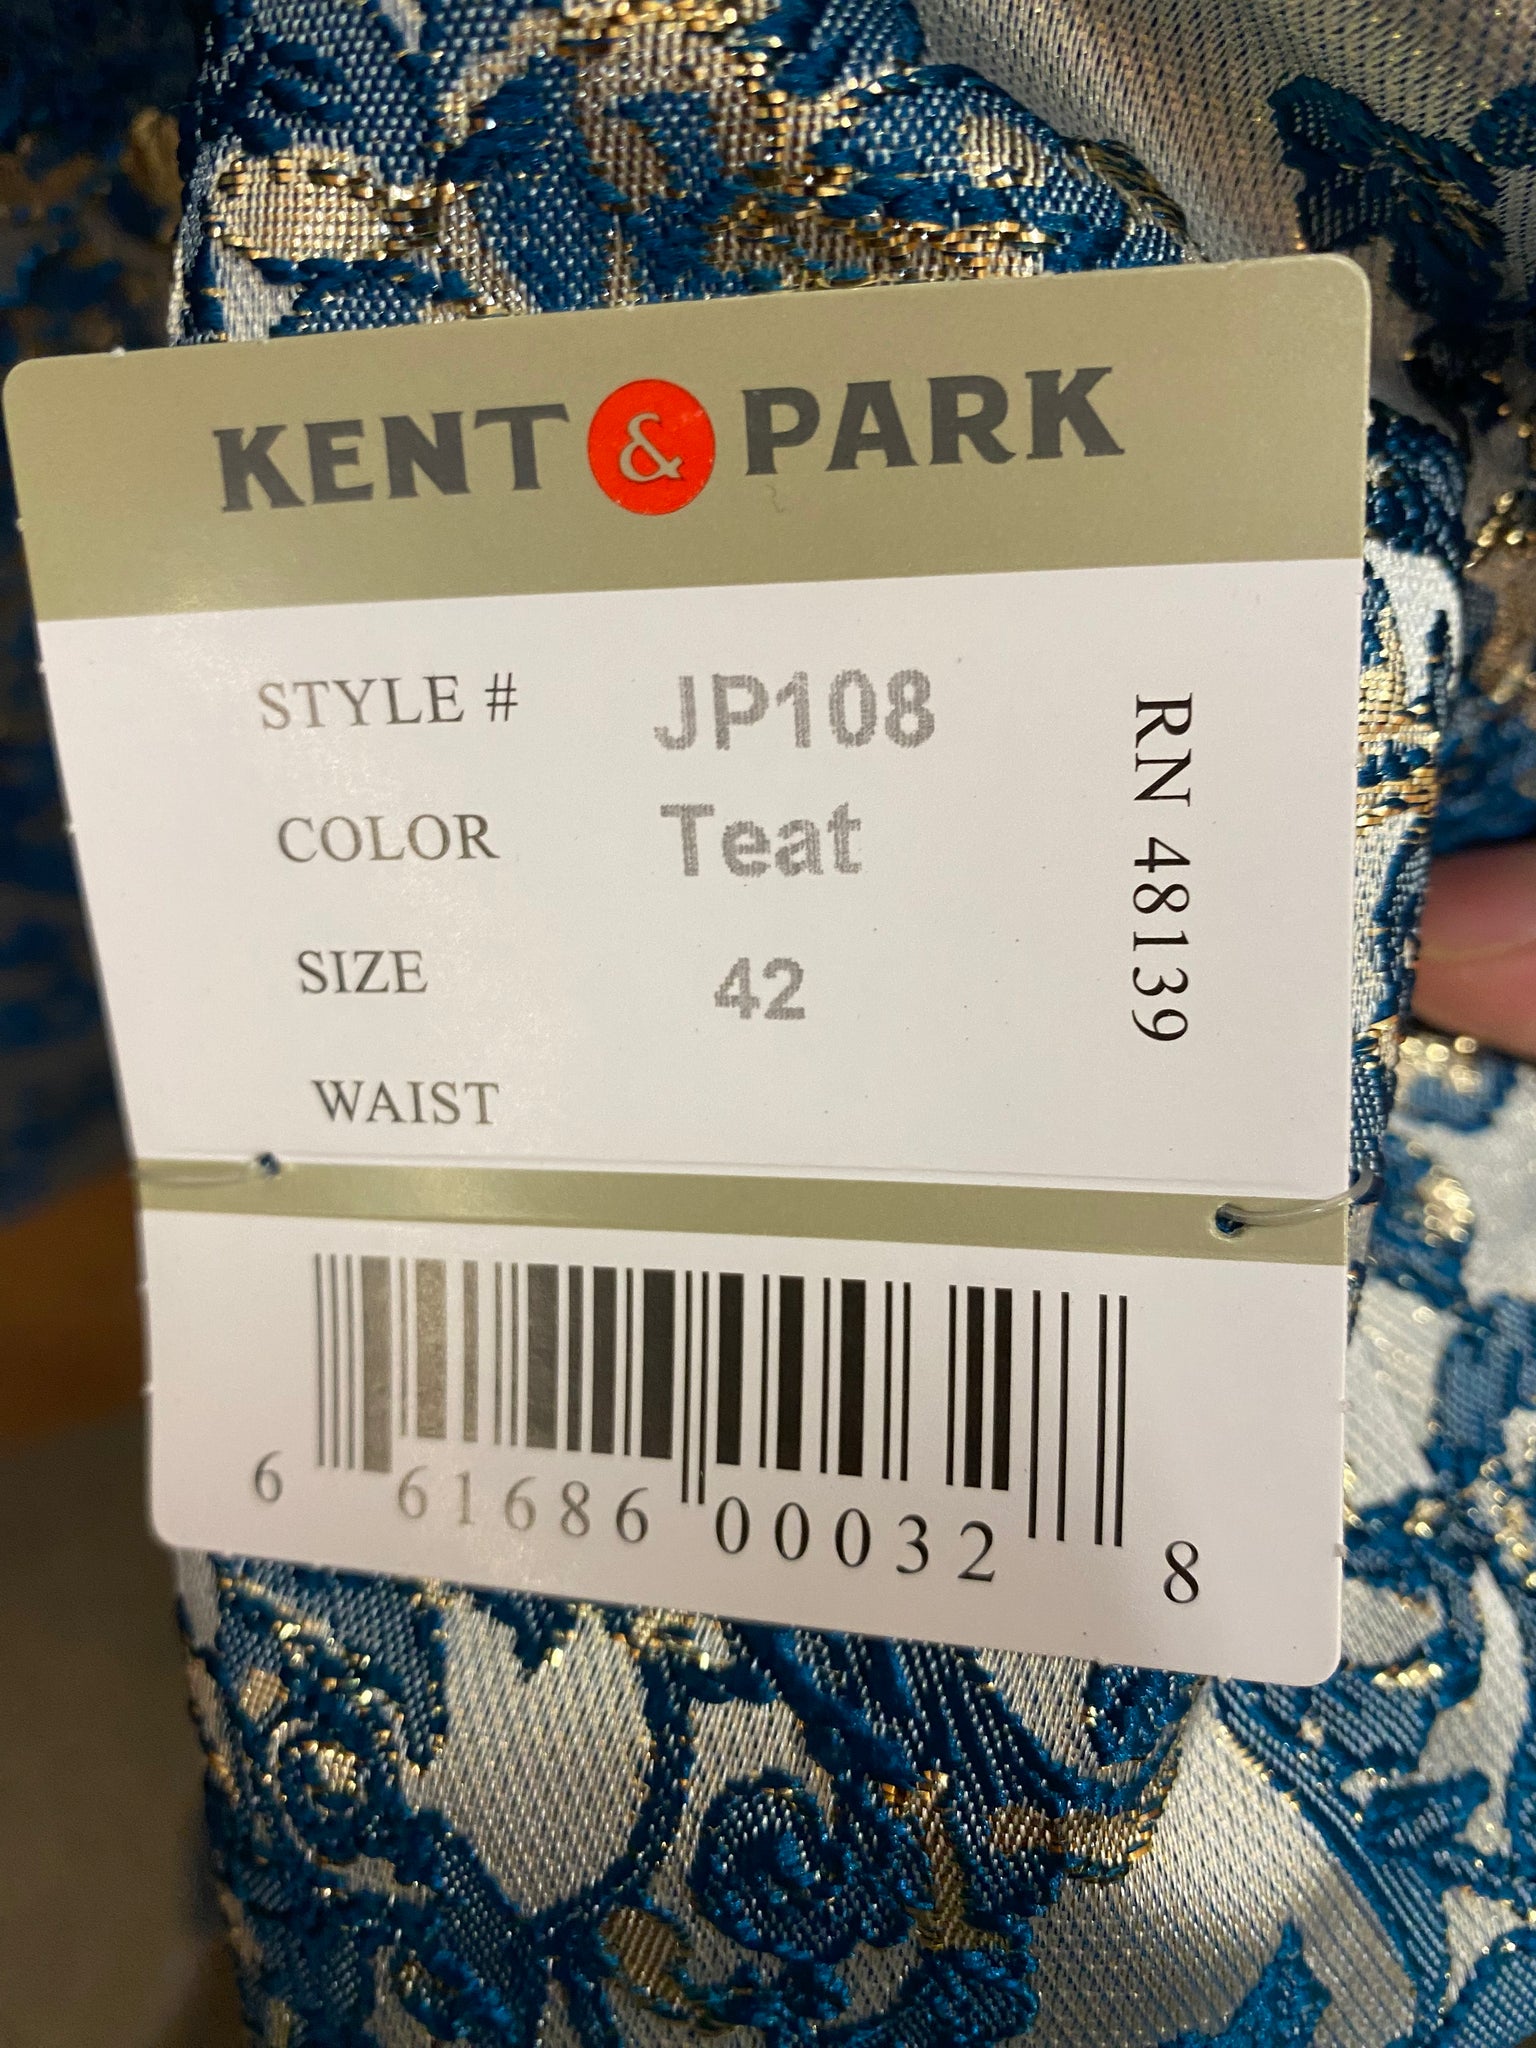 KENT & PARK
STYLE # JP108
COLOR Teat
SIZE 42
WAIST
RN 48139
6 61686 00032 8